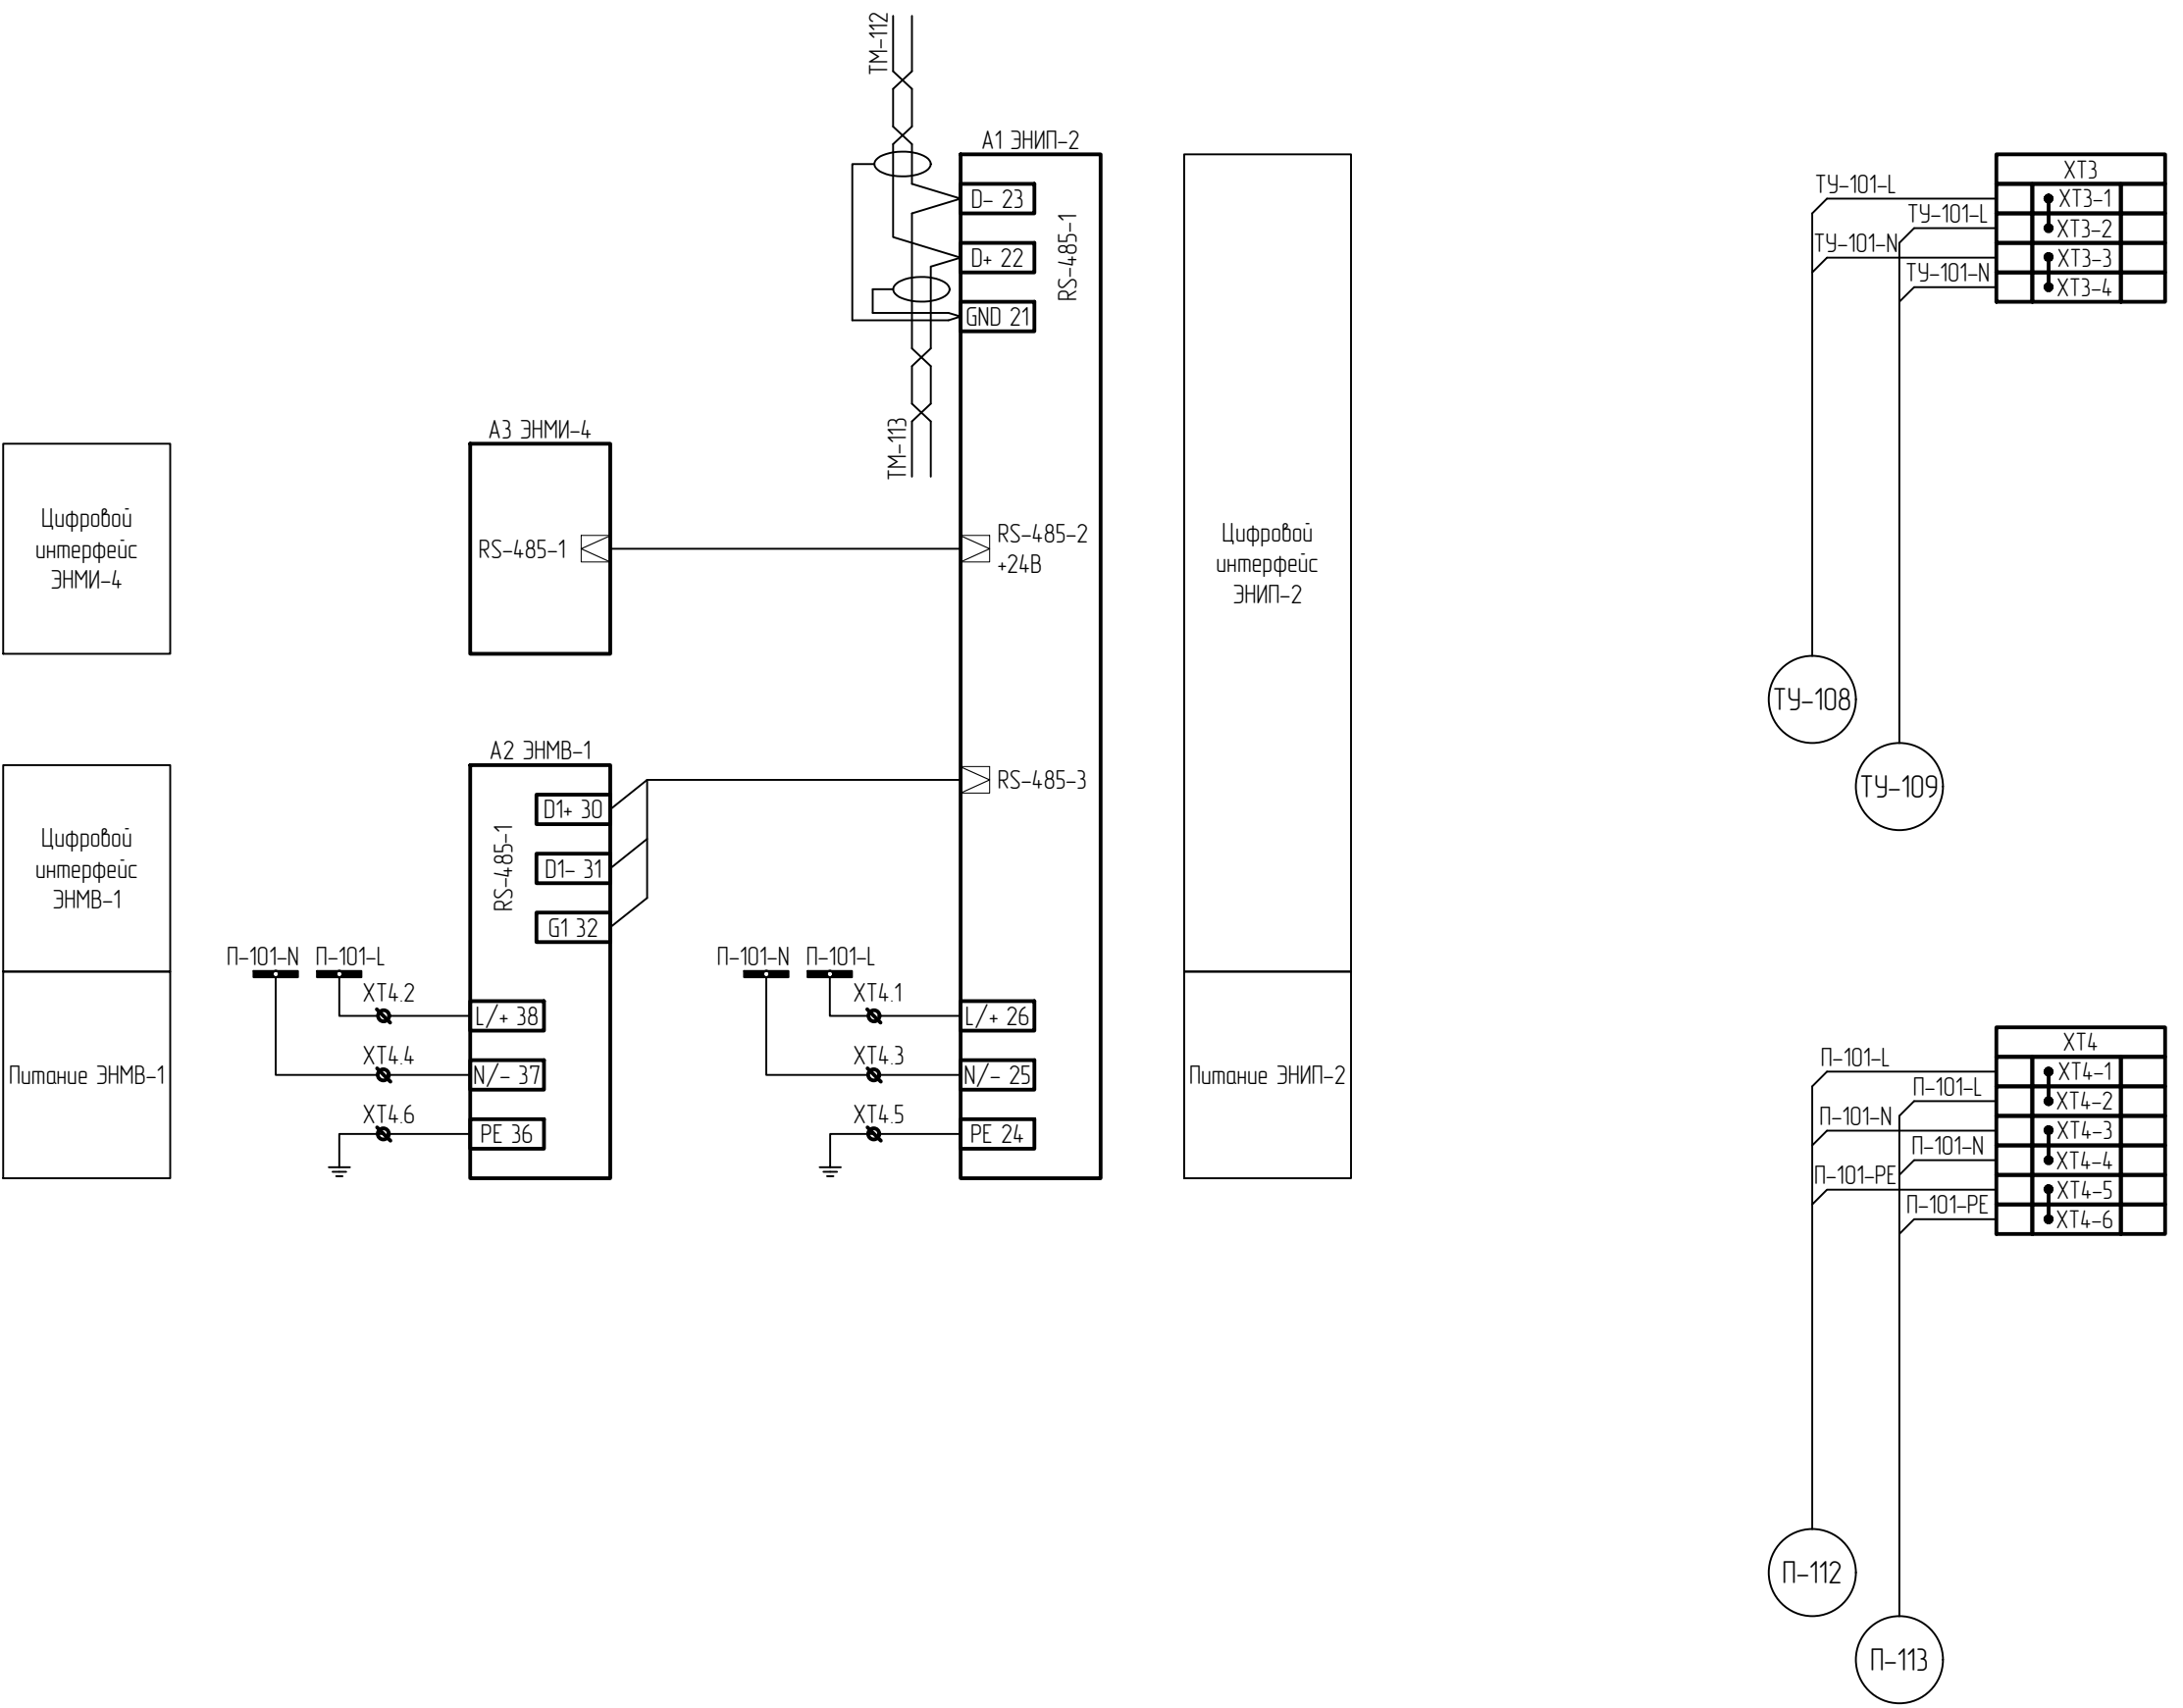 ТМ-112
А1 ЭНИП-2
D- 23
D+ 22
GND 21
RS-485-1
ТМ-113
RS-485-2
+24В
RS-485-3
L/+ 26
N/- 25
PE 24
П-101-N
П-101-L
XT4.1
XT4.3
XT4.5
А3 ЭНМИ-4
RS-485-1
А2 ЭНМВ-1
D1+ 30
D1- 31
G1 32
RS-485-1
L/+ 38
N/- 37
PE 36
П-101-N
П-101-L
XT4.2
XT4.4
XT4.6
Цифровой
интерфейс
ЭНМИ-4
Цифровой
интерфейс
ЭНМВ-1
Питание ЭНМВ-1
Цифровой
интерфейс
ЭНИП-2
Питание ЭНИП-2
XT3
ТУ-101-L
XT3-1
ТУ-101-L
XT3-2
ТУ-101-N
XT3-3
ТУ-101-N
XT3-4
ТУ-108
ТУ-109
XT4
П-101-L
XT4-1
П-101-L
XT4-2
П-101-N
XT4-3
П-101-N
XT4-4
П-101-PE
XT4-5
П-101-PE
XT4-6
П-112
П-113